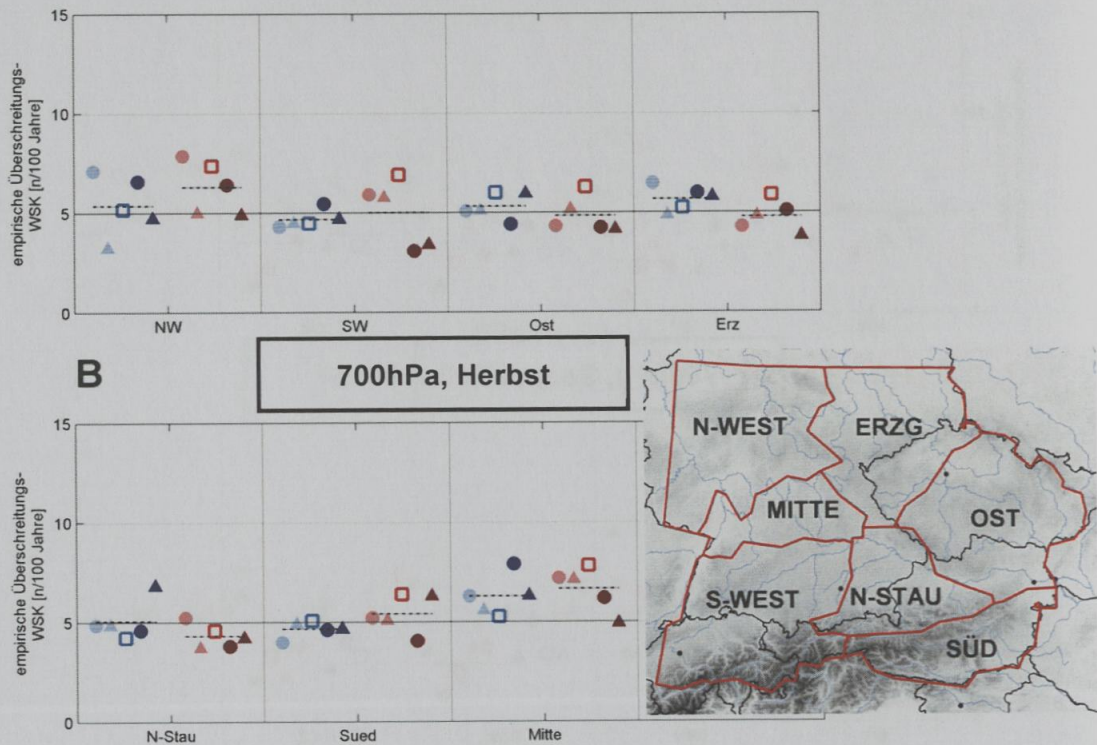 15
10
5
0
empirische Überschreitungs-
WSK [n/100 Jahre]
NW
SW
Ost
Erz
B
700hPa, Herbst
15
10
5
0
empirische Überschreitungs-
WSK [n/100 Jahre]
N-Stau
Sued
Mitte
N-WEST
ERZG
MITTE
OST
S-WEST
N-STAU
SÜD